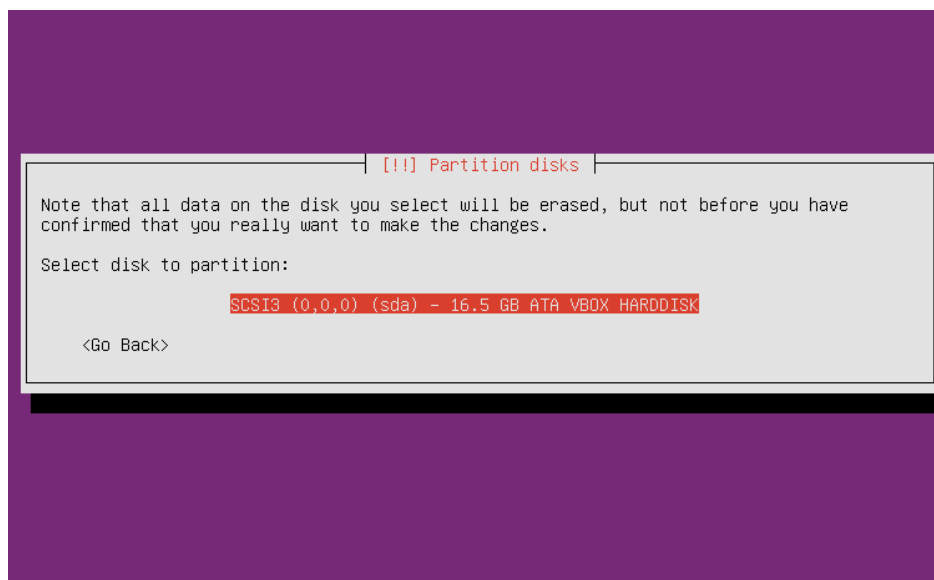 [!!] Partition disks
Note that all data on the disk you select will be erased, but not before you have
confirmed that you really want to make the changes.
Select disk to partition:
SCSI3 (0,0,0) (sda) - 16.5 GB ATA VBOX HARDDISK
<Go Back>